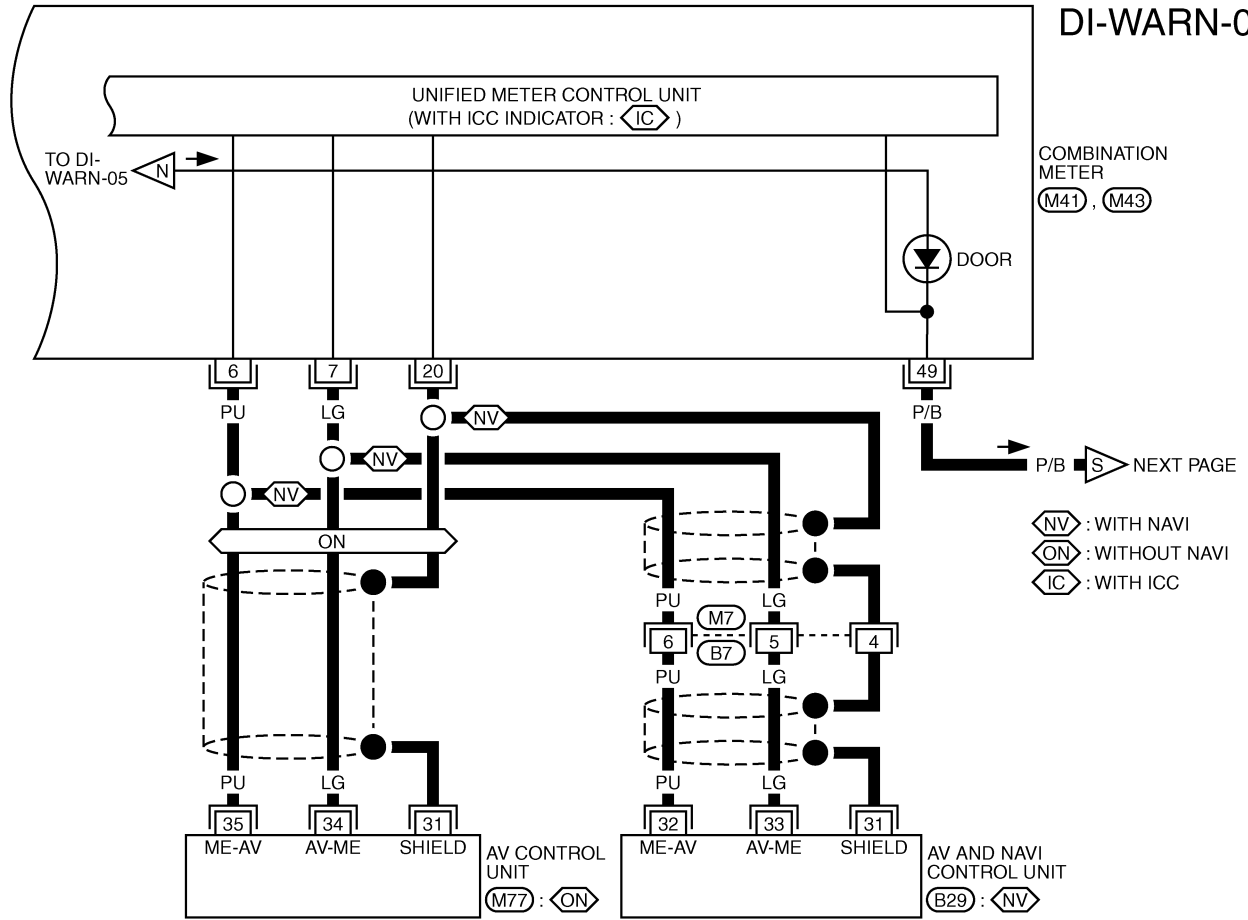 DI-WARN-0
UNIFIED METER CONTROL UNIT
(WITH ICC INDICATOR : IC )
TO DI-
WARN-05
N
COMBINATION
METER
M41 , M43
DOOR
6 7 20 49
PU LG P/B
NV
NV
P/B S NEXT PAGE
NV
NV : WITH NAVI
ON
ON : WITHOUT NAVI
IC : WITH ICC
PU LG
M7
6 5 4
B7
PU LG
PU LG PU LG
35 34 31 32 33 31
ME-AV AV-ME SHIELD
AV CONTROL
UNIT
M77 : ON
ME-AV AV-ME SHIELD
AV AND NAVI
CONTROL UNIT
B29 : NV